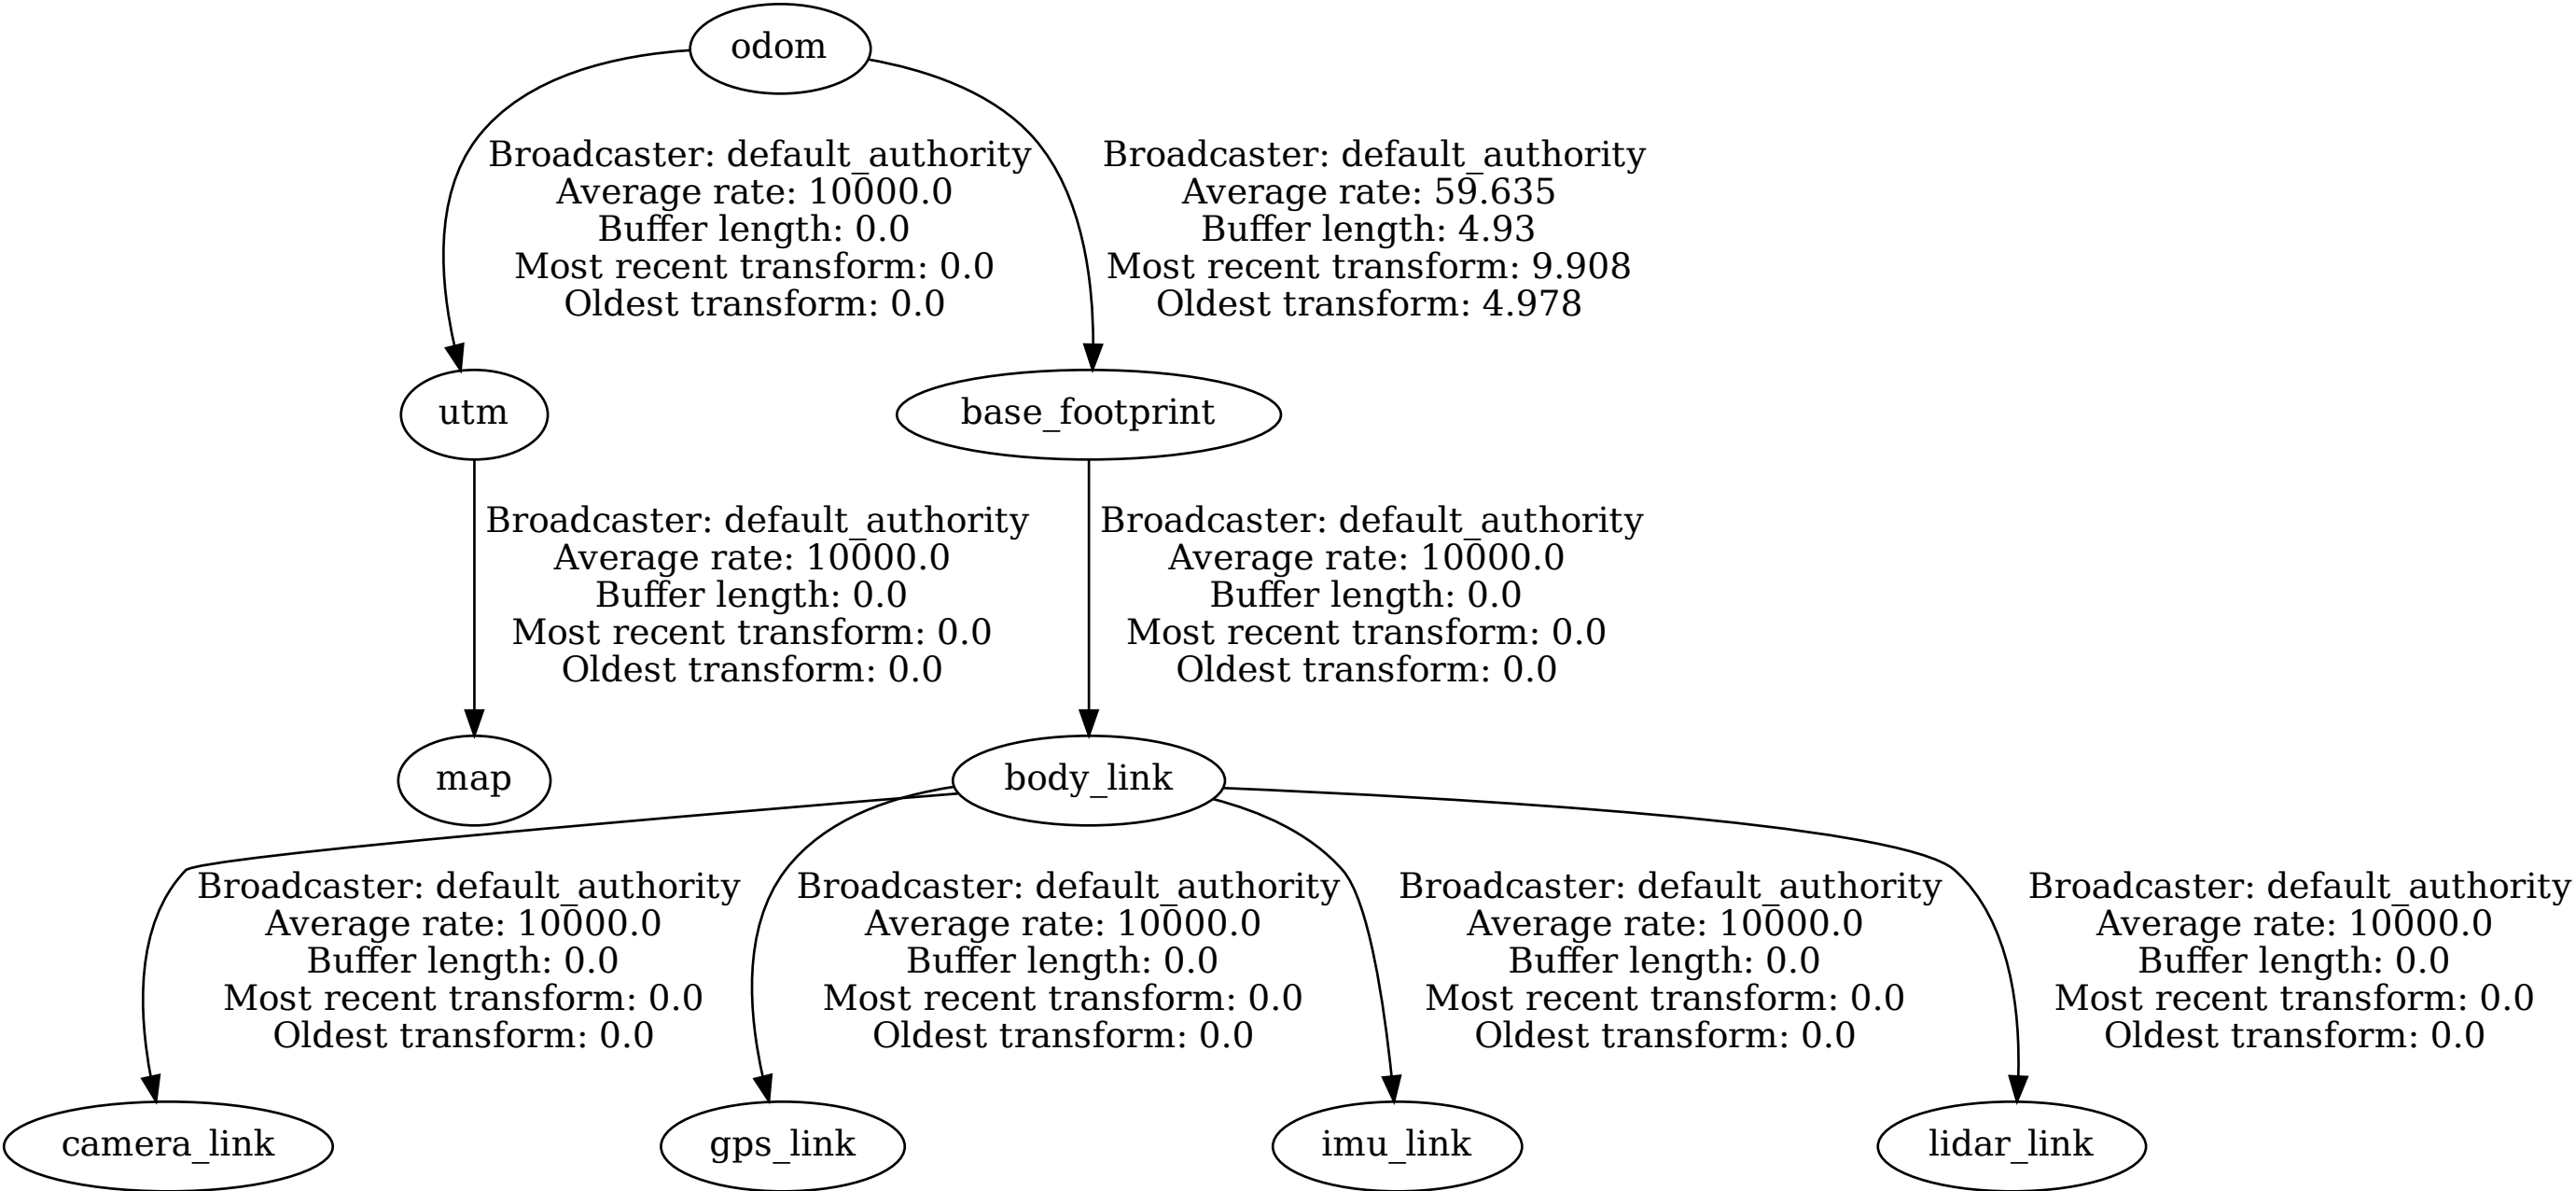 odom
Broadcaster: default_authority
Average rate: 10000.0
Buffer length: 0.0
Most recent transform: 0.0
Oldest transform: 0.0
Broadcaster: default_authority
Average rate: 59.635
Buffer length: 4.93
Most recent transform: 9.908
Oldest transform: 4.978
utm
base_footprint
Broadcaster: default_authority
Average rate: 10000.0
Buffer length: 0.0
Most recent transform: 0.0
Oldest transform: 0.0
Broadcaster: default_authority
Average rate: 10000.0
Buffer length: 0.0
Most recent transform: 0.0
Oldest transform: 0.0
map
body_link
Broadcaster: default_authority
Average rate: 10000.0
Buffer length: 0.0
Most recent transform: 0.0
Oldest transform: 0.0
Broadcaster: default_authority
Average rate: 10000.0
Buffer length: 0.0
Most recent transform: 0.0
Oldest transform: 0.0
Broadcaster: default_authority
Average rate: 10000.0
Buffer length: 0.0
Most recent transform: 0.0
Oldest transform: 0.0
Broadcaster: default_authority
Average rate: 10000.0
Buffer length: 0.0
Most recent transform: 0.0
Oldest transform: 0.0
camera_link
gps_link
imu_link
lidar_link